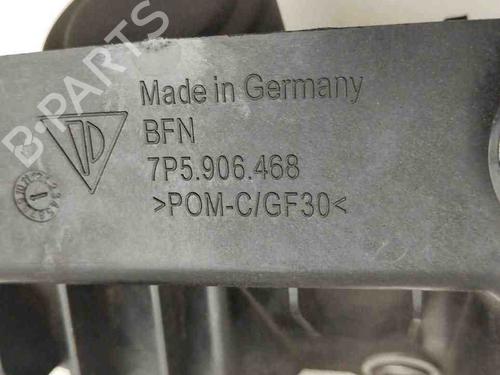 Made in Germany
BFN
7P5.906.468
>POM-C/GF30<
B-PARTS